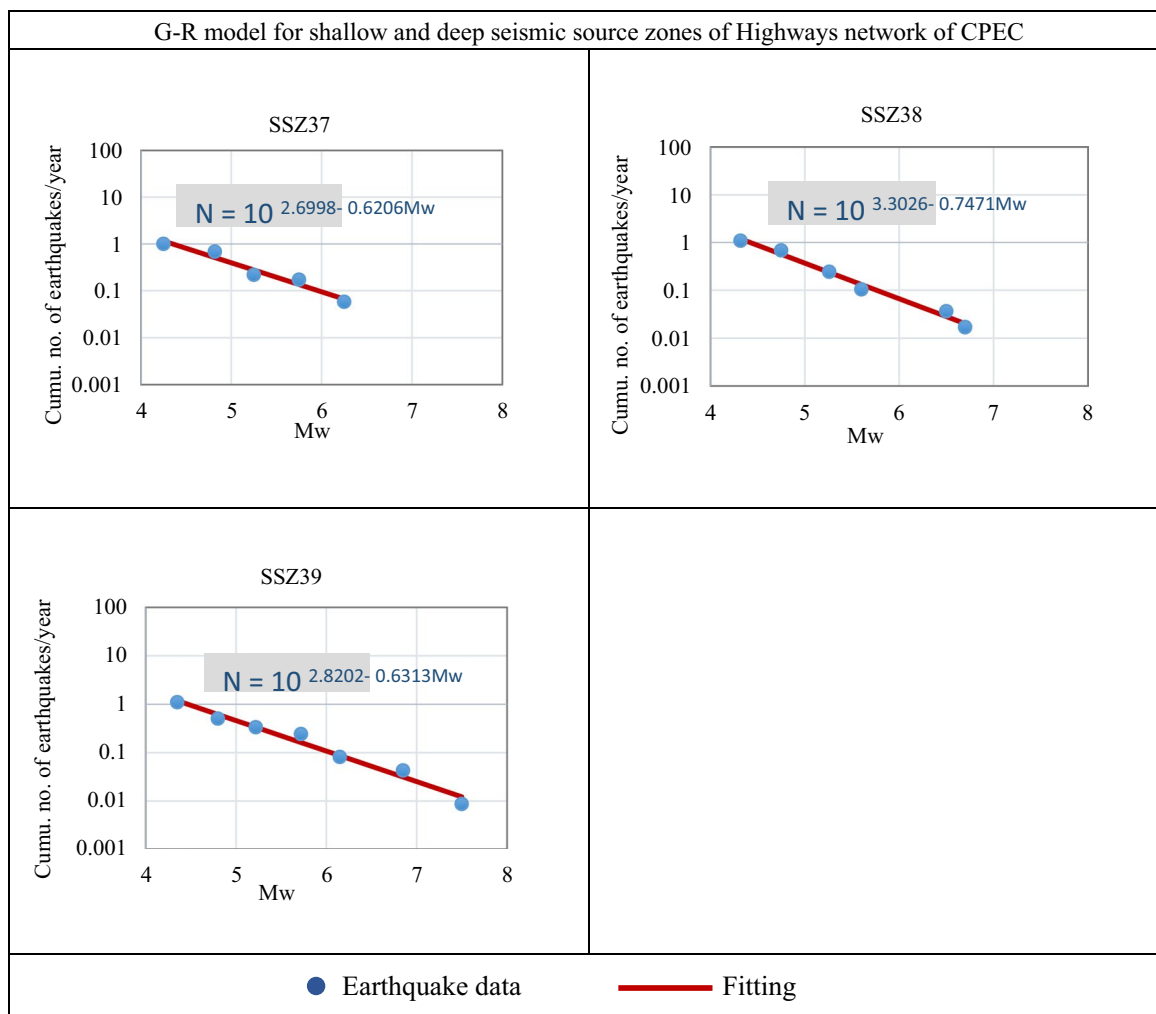 G-R model for shallow and deep seismic source zones of Highways network of CPEC
SSZ37
Cumu. no. of earthquakes/year
100
10
1
0.1
0.01
0.001
N = 10 2.6998- 0.6206Mw
4 5 6 7 8
Mw
SSZ38
Cumu. no. of earthquakes/year
100
10
1
0.1
0.01
0.001
N = 10 3.3026- 0.7471Mw
4 5 6 7 8
Mw
SSZ39
Cumu. no. of earthquakes/year
100
10
1
0.1
0.01
0.001
N = 10 2.8202- 0.6313Mw
4 5 6 7 8
Mw
Earthquake data Fitting